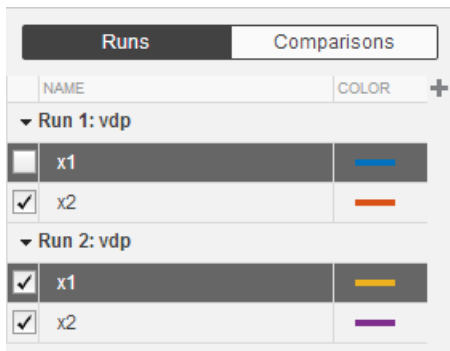 Runs Comparisons
NAME COLOR
Run 1: vdp
x1
x2
Run 2: vdp
x1
x2